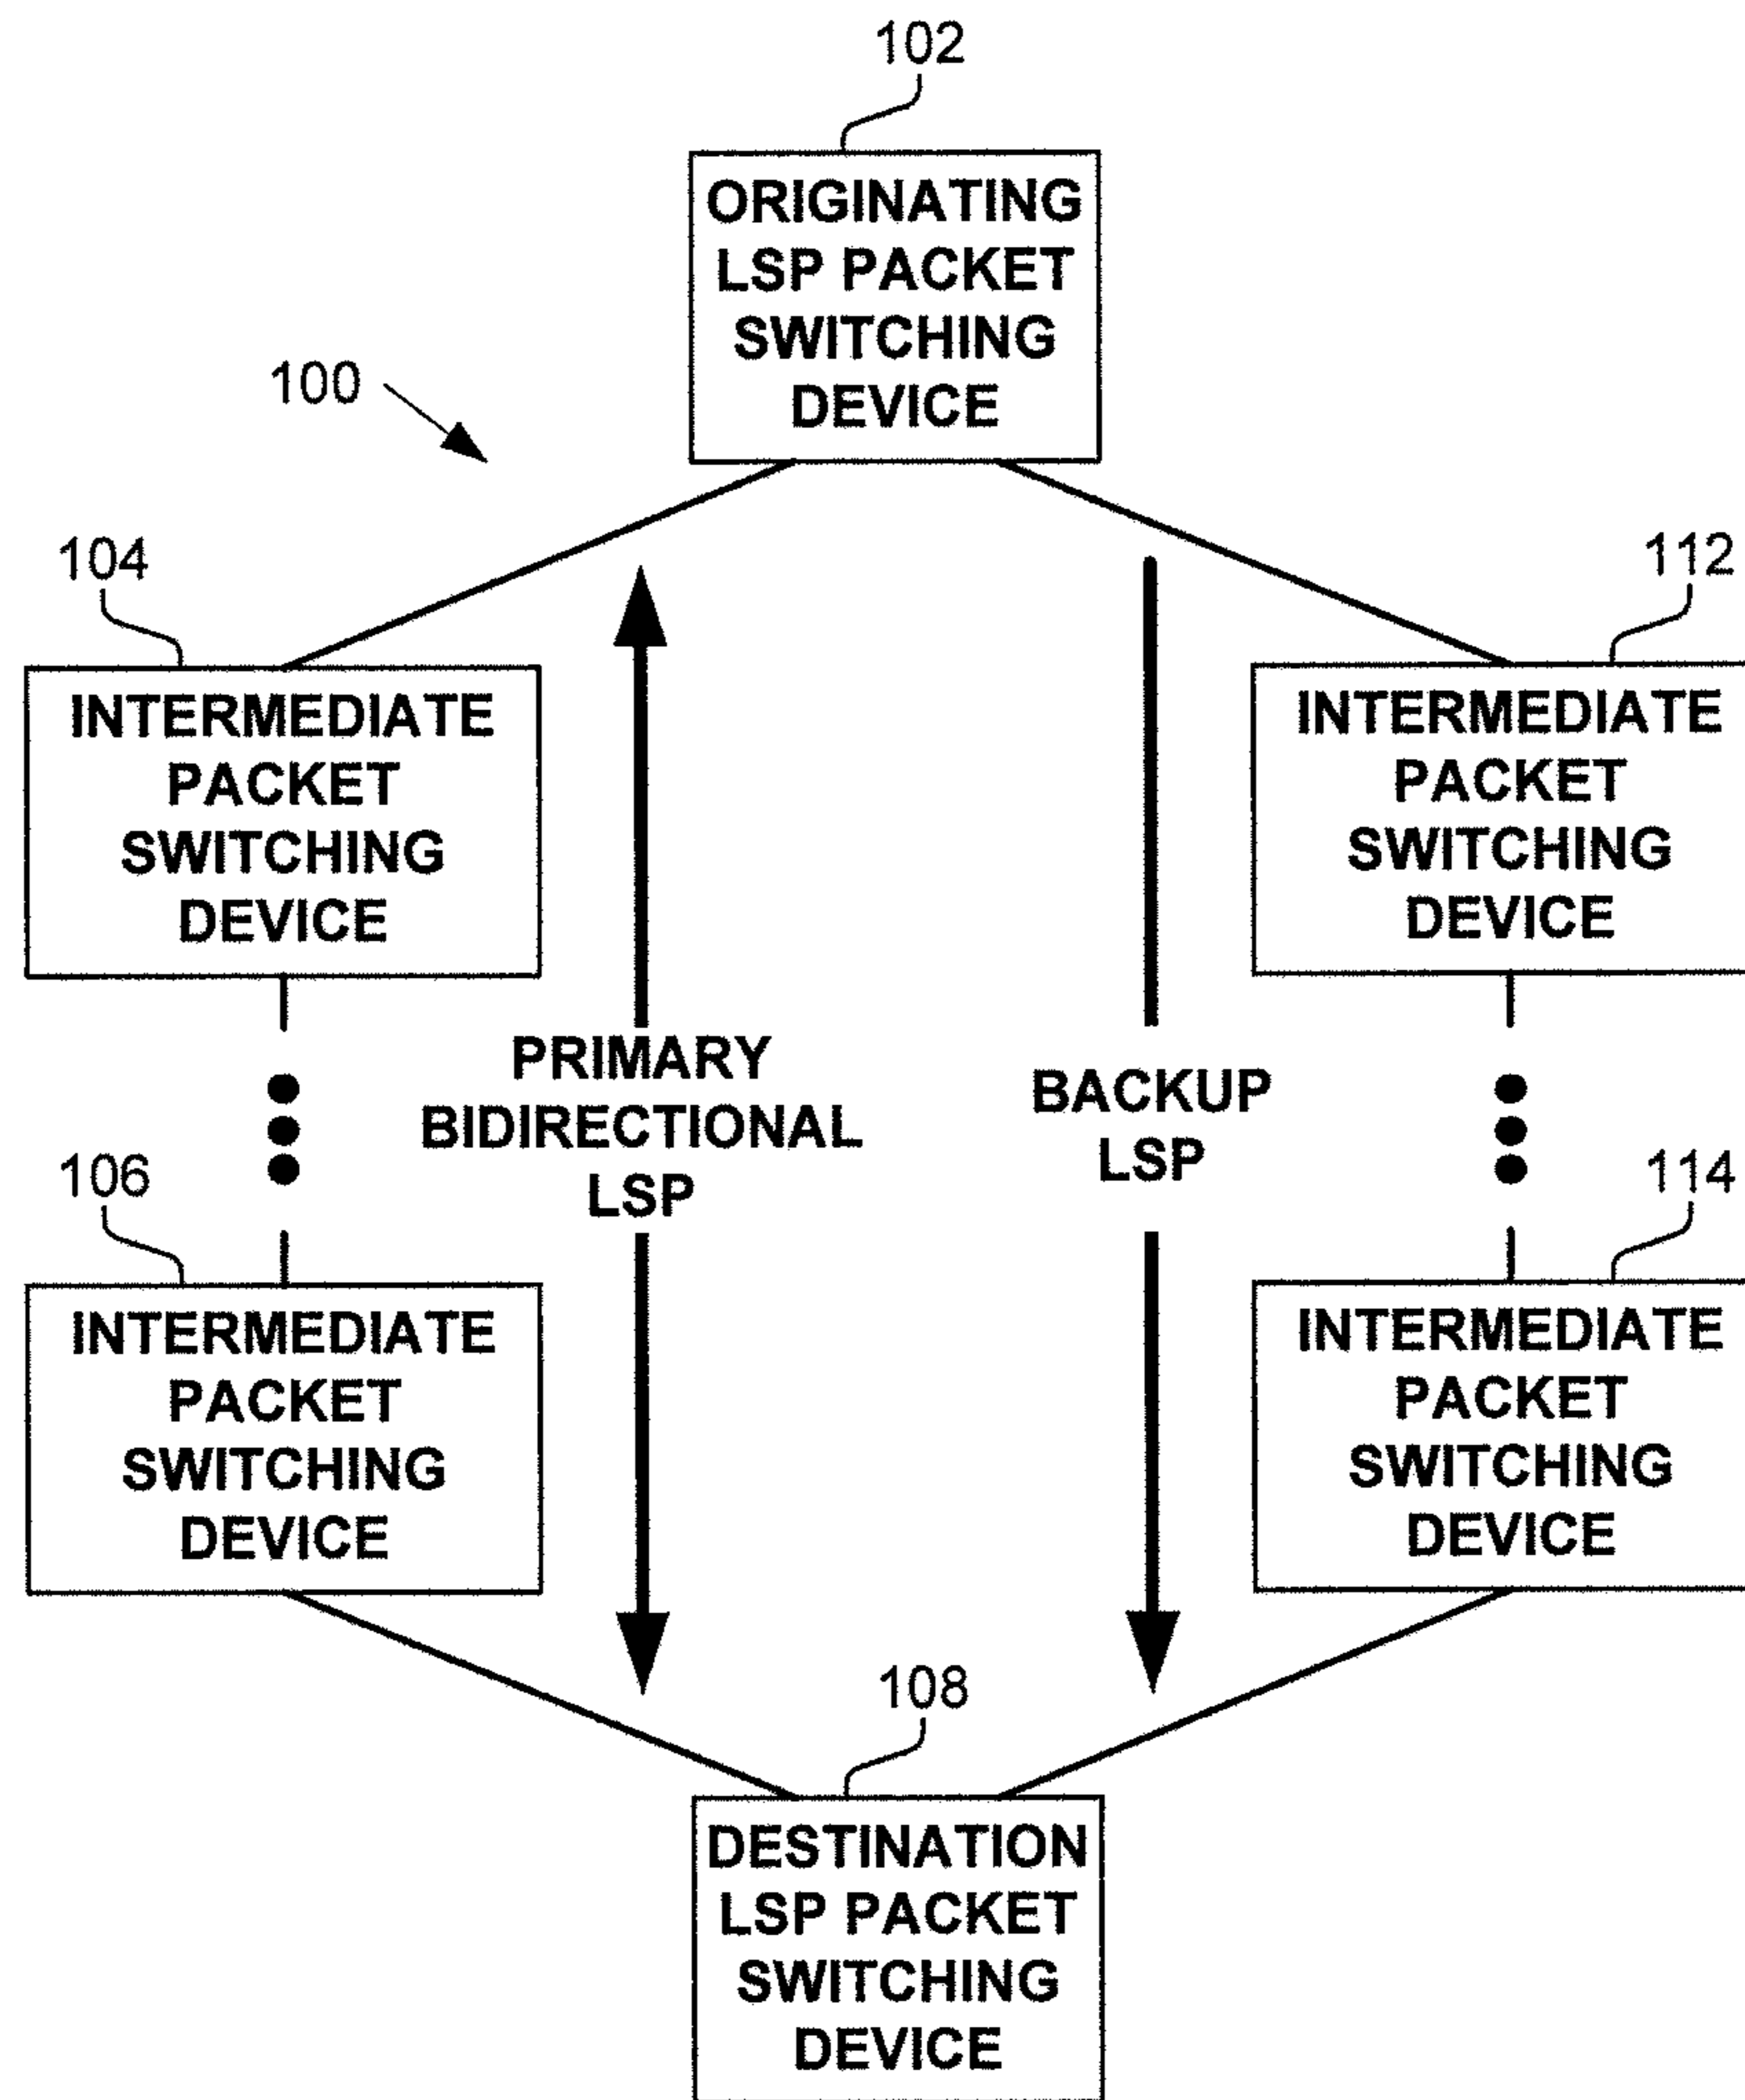 102
ORIGINATING
LSP PACKET
SWITCHING
DEVICE
100
104
INTERMEDIATE
PACKET
SWITCHING
DEVICE
112
INTERMEDIATE
PACKET
SWITCHING
DEVICE
PRIMARY
BIDIRECTIONAL
LSP
BACKUP
LSP
106
INTERMEDIATE
PACKET
SWITCHING
DEVICE
114
INTERMEDIATE
PACKET
SWITCHING
DEVICE
108
DESTINATION
LSP PACKET
SWITCHING
DEVICE